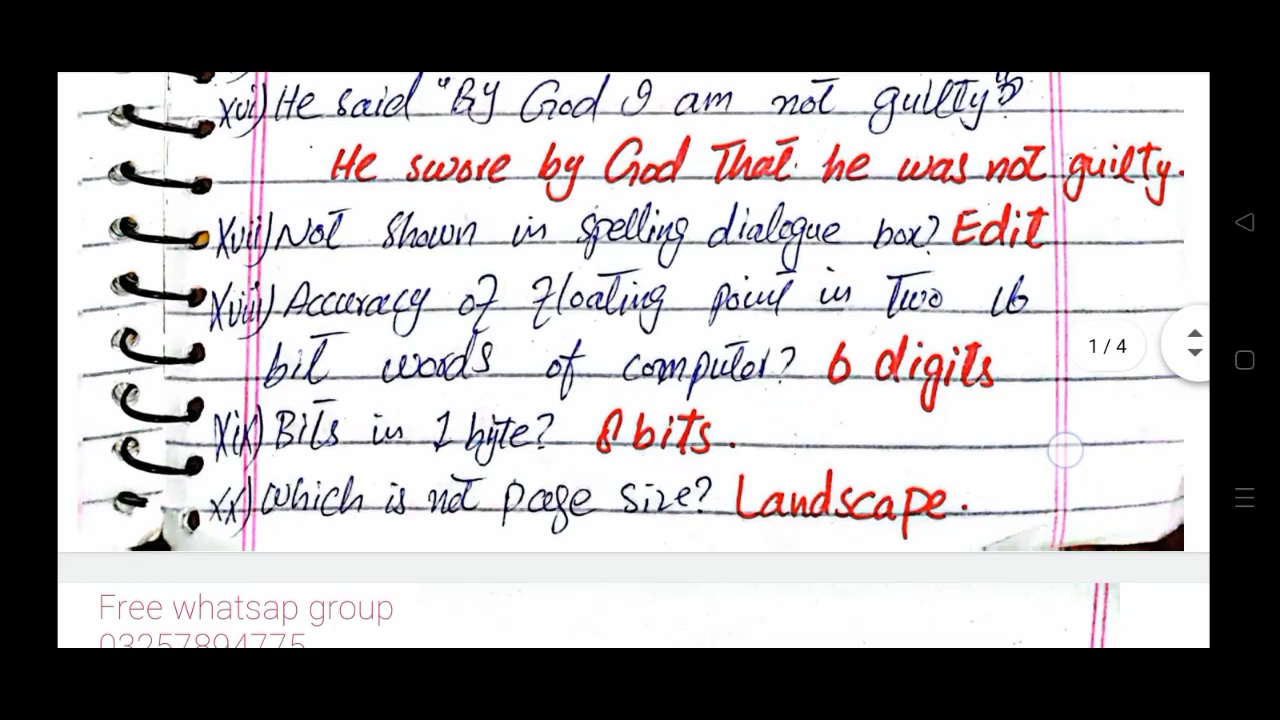 xvi) He said "By God I am not guilty"?
He swore by God That he was not guilty.
xvii) Not shown in spelling dialogue box? Edit
xviii) Accuracy of floating point in Two 16
bit words of computer? 6 digits
1/4
xix) Bits in 1 byte? 8 bits.
xx) which is not page size? Landscape.
Free whatsap group
03257894775